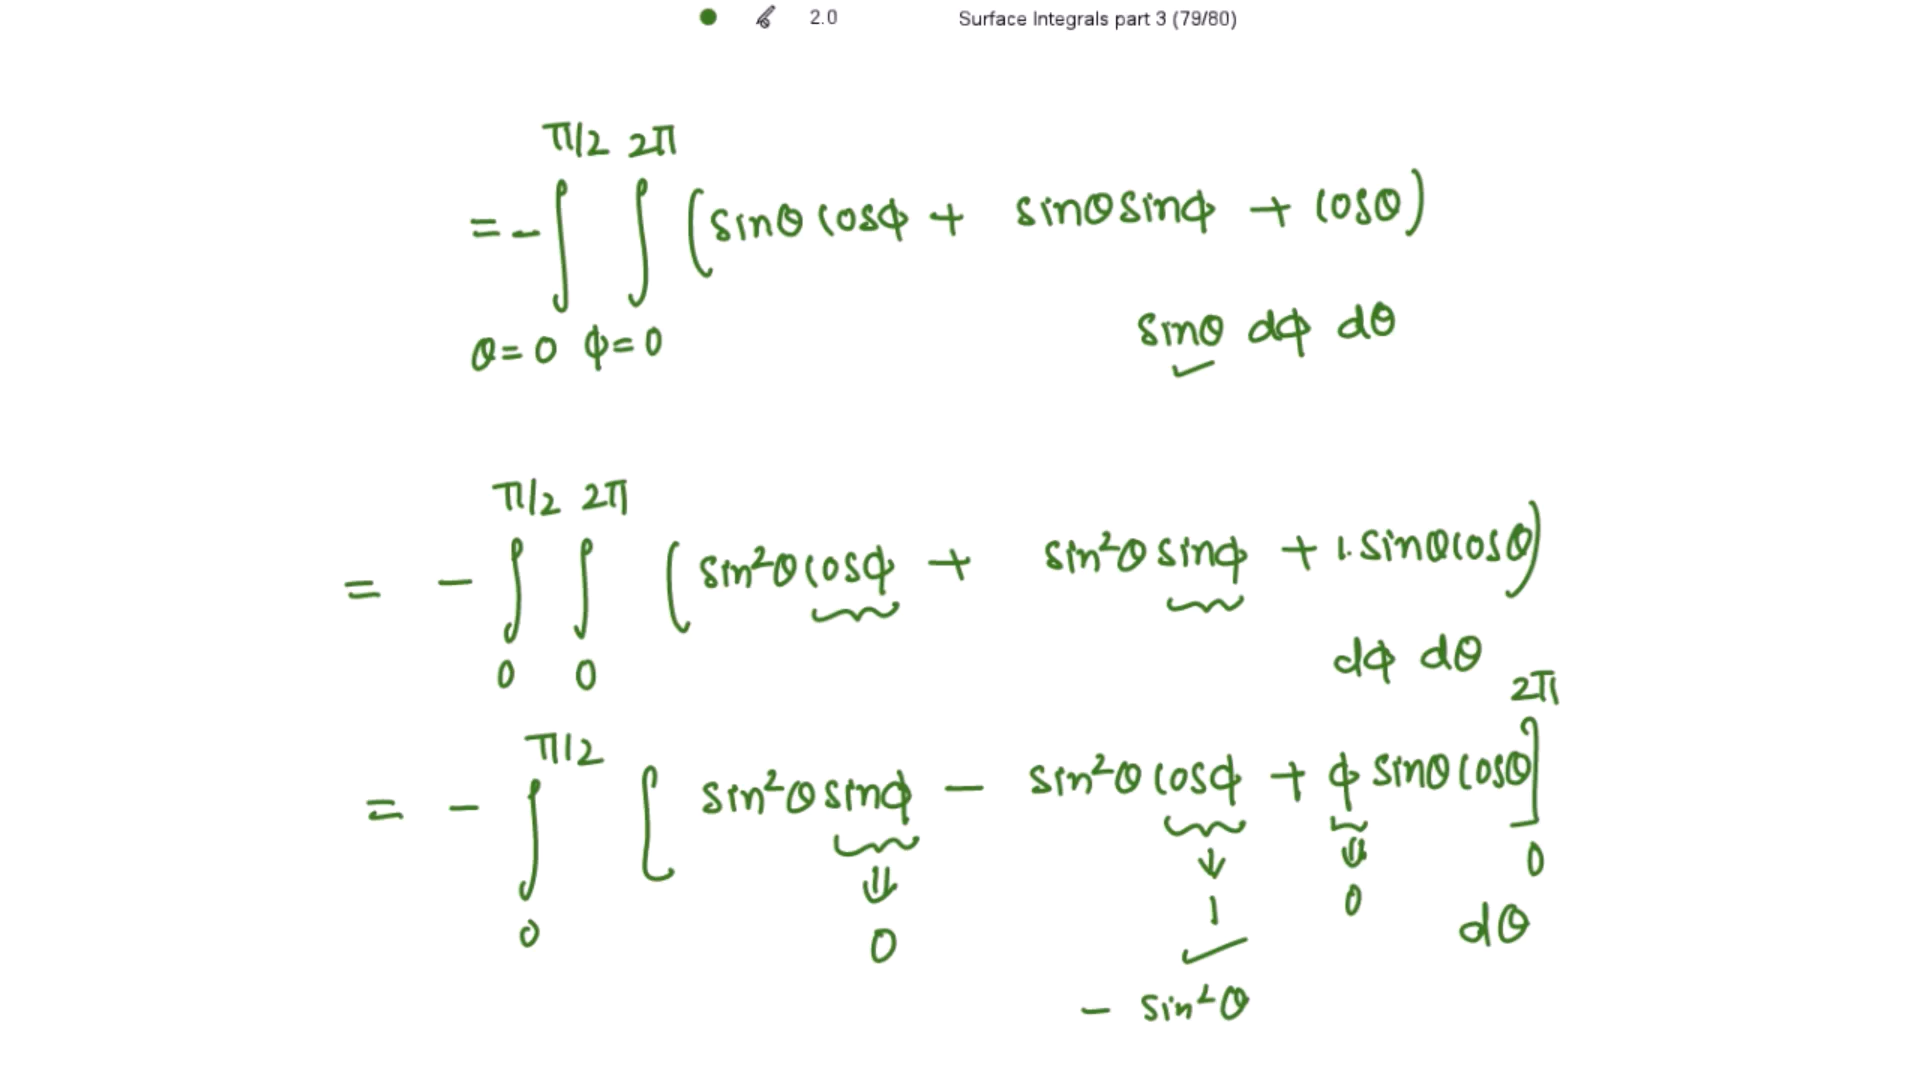 2.0 Surface Integrals part 3 (79/80)
π/2 2π
= - ∫ ∫ (sinθ cosϕ + sinθ sinϕ + cosθ)
θ=0 ϕ=0
sinθ dϕ dθ
π/2 2π
= - ∫ ∫ (sin²θ cosϕ + sin²θ sinϕ + 1. sinθ cosθ)
0 0
dϕ dθ
π/2 2π
= - ∫ [ sin²θ sinϕ - sin²θ cosϕ + ϕ sinθ cosθ ]
0 ⇓ ↓ ⇓ 0
0 1 0 dθ
- sin²θ